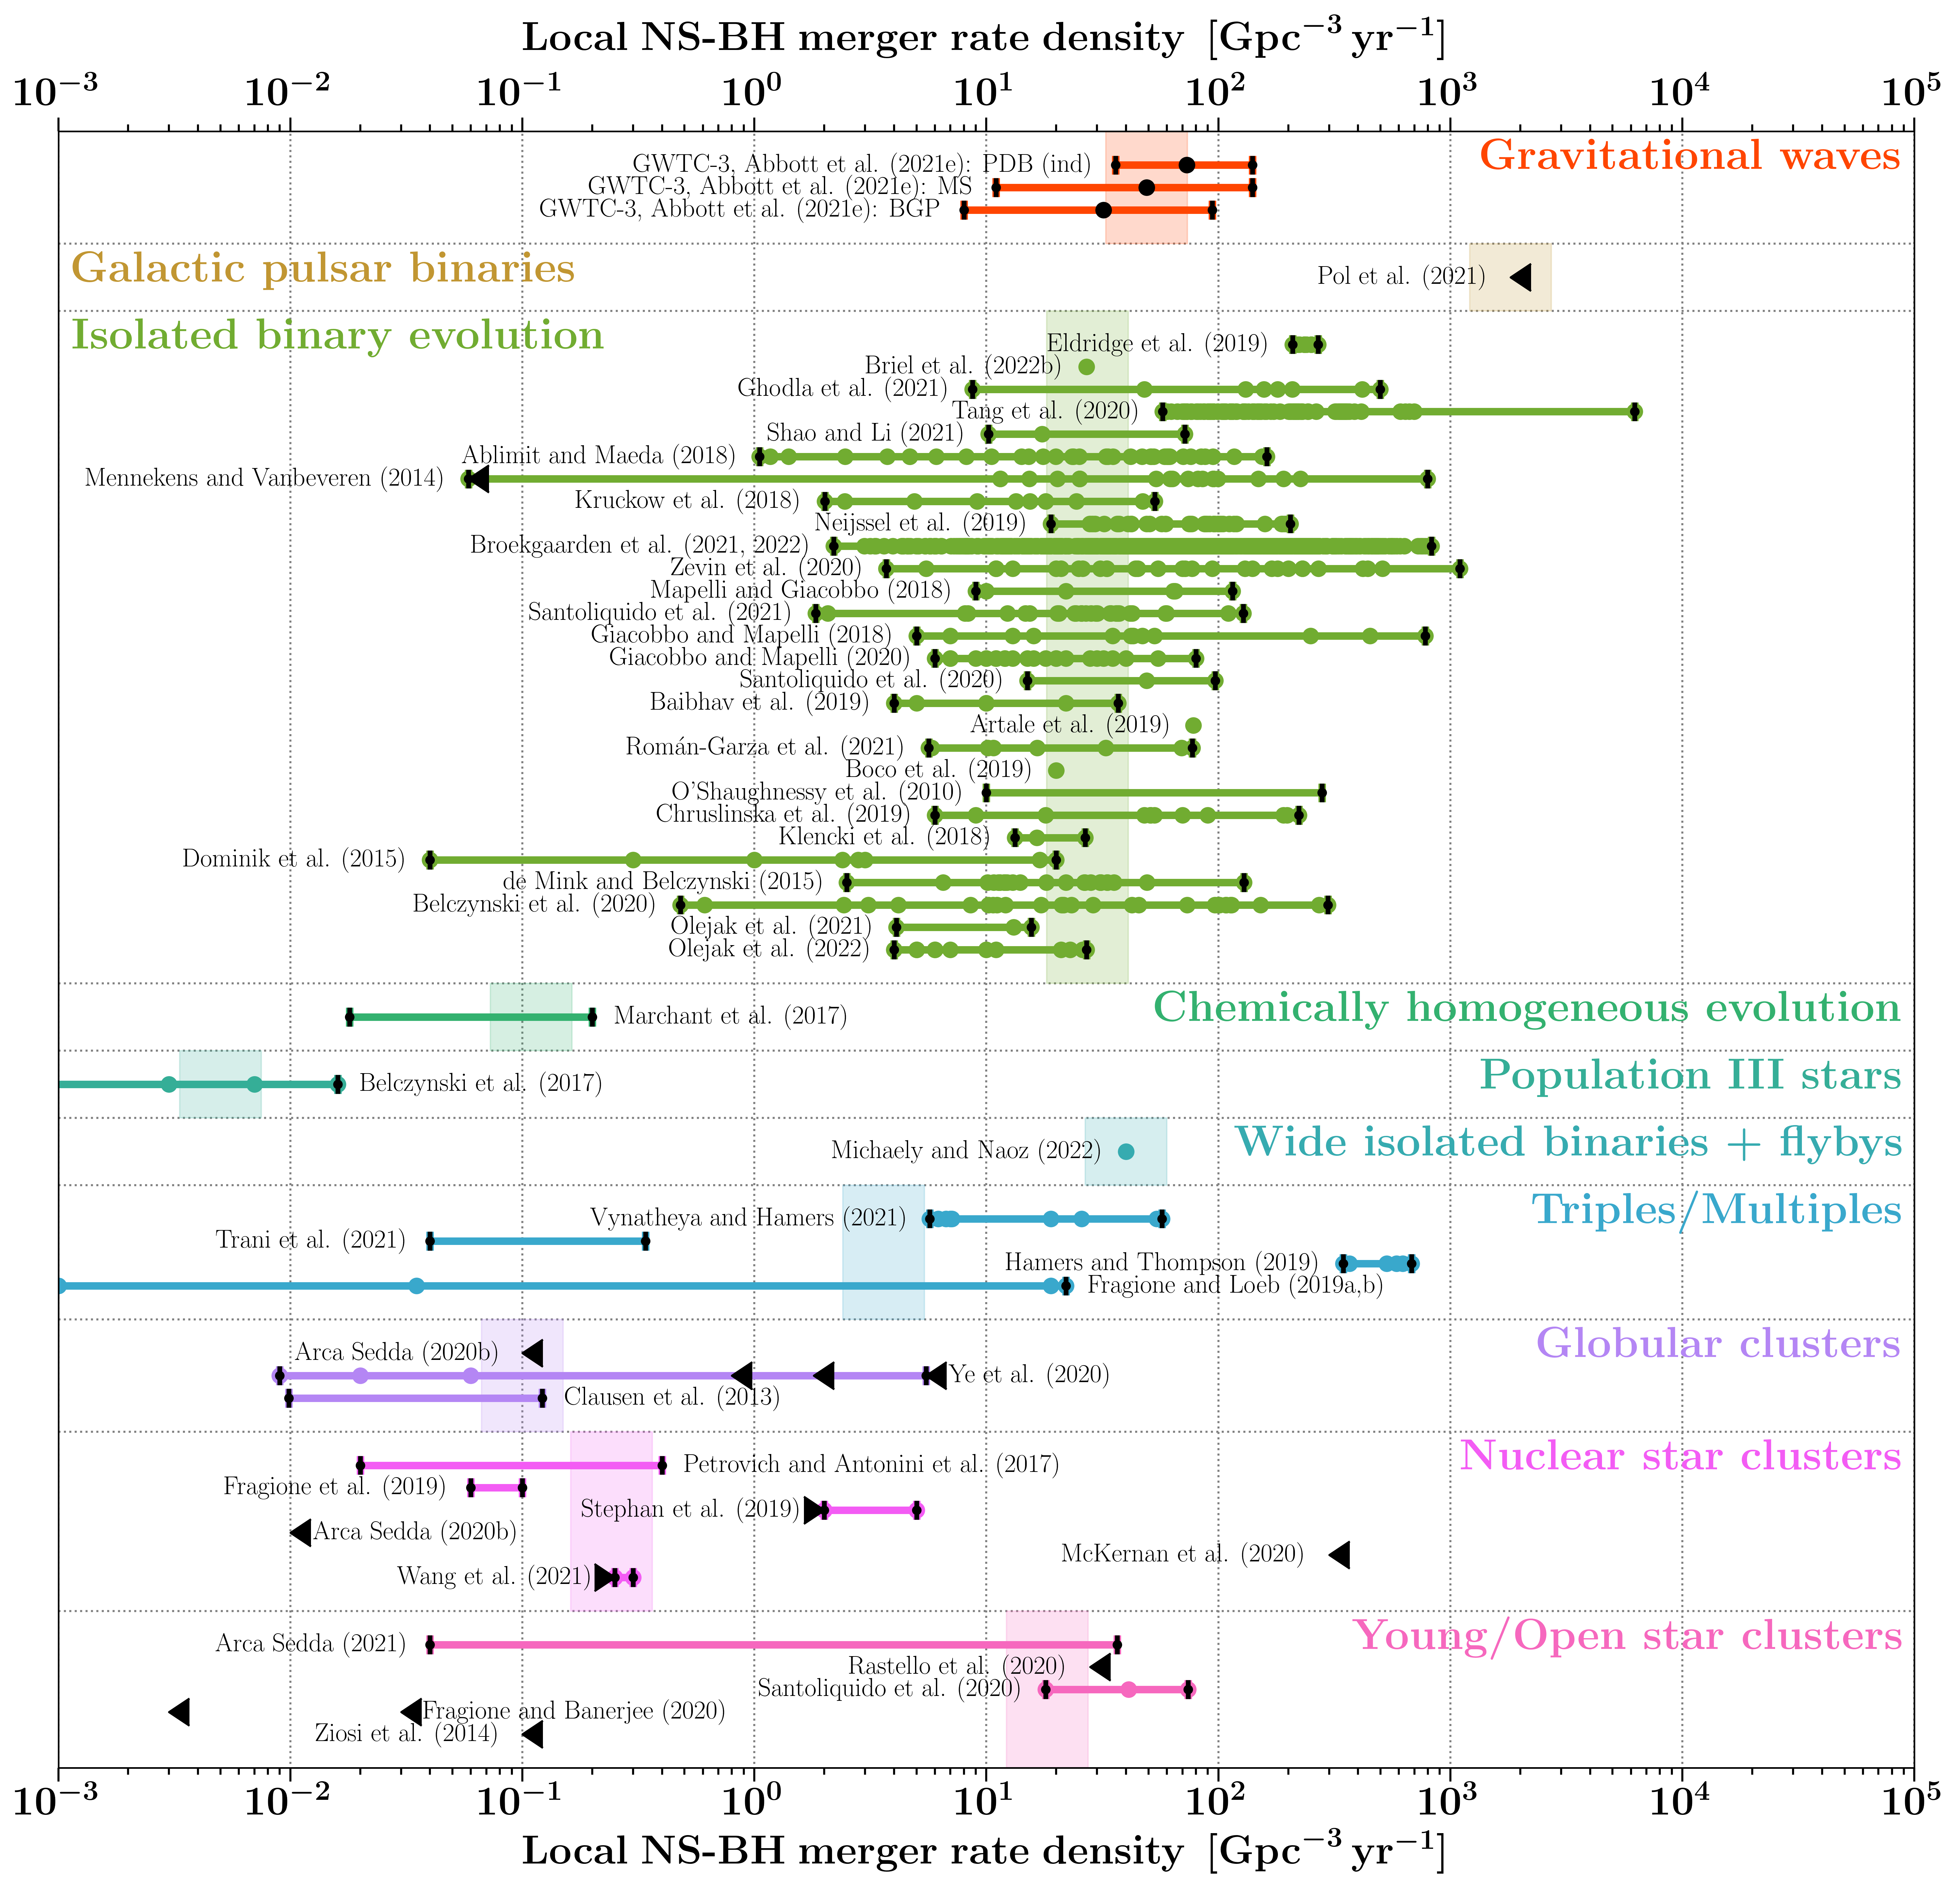 Local NS-BH merger rate density [Gpc⁻³ yr⁻¹]
10⁻³ 10⁻² 10⁻¹ 10⁰ 10¹ 10² 10³ 10⁴ 10⁵
Gravitational waves
GWTC-3, Abbott et al. (2021e): PDB (ind)
GWTC-3, Abbott et al. (2021e): MS
GWTC-3, Abbott et al. (2021e): BGP
Galactic pulsar binaries
Pol et al. (2021)
Isolated binary evolution
Eldridge et al. (2019)
Briel et al. (2022b)
Ghodla et al. (2021)
Tang et al. (2020)
Shao and Li (2021)
Ablimit and Maeda (2018)
Mennekens and Vanbeveren (2014)
Kruckow et al. (2018)
Neijssel et al. (2019)
Broekgaarden et al. (2021, 2022)
Zevin et al. (2020)
Mapelli and Giacobbo (2018)
Santoliquido et al. (2021)
Giacobbo and Mapelli (2018)
Giacobbo and Mapelli (2020)
Santoliquido et al. (2020)
Baibhav et al. (2019)
Artale et al. (2019)
Román-Garza et al. (2021)
Boco et al. (2019)
O'Shaughnessy et al. (2010)
Chruslinska et al. (2019)
Klencki et al. (2018)
Dominik et al. (2015)
de Mink and Belczynski (2015)
Belczynski et al. (2020)
Olejak et al. (2021)
Olejak et al. (2022)
Chemically homogeneous evolution
Marchant et al. (2017)
Population III stars
Belczynski et al. (2017)
Wide isolated binaries + flybys
Michaely and Naoz (2022)
Triples/Multiples
Vynatheya and Hamers (2021)
Trani et al. (2021)
Hamers and Thompson (2019)
Fragione and Loeb (2019a,b)
Globular clusters
Arca Sedda (2020b)
Ye et al. (2020)
Clausen et al. (2013)
Nuclear star clusters
Petrovich and Antonini et al. (2017)
Fragione et al. (2019)
Stephan et al. (2019)
Arca Sedda (2020b)
McKernan et al. (2020)
Wang et al. (2021)
Young/Open star clusters
Arca Sedda (2021)
Rastello et al. (2020)
Santoliquido et al. (2020)
Fragione and Banerjee (2020)
Ziosi et al. (2014)
10⁻³ 10⁻² 10⁻¹ 10⁰ 10¹ 10² 10³ 10⁴ 10⁵
Local NS-BH merger rate density [Gpc⁻³ yr⁻¹]